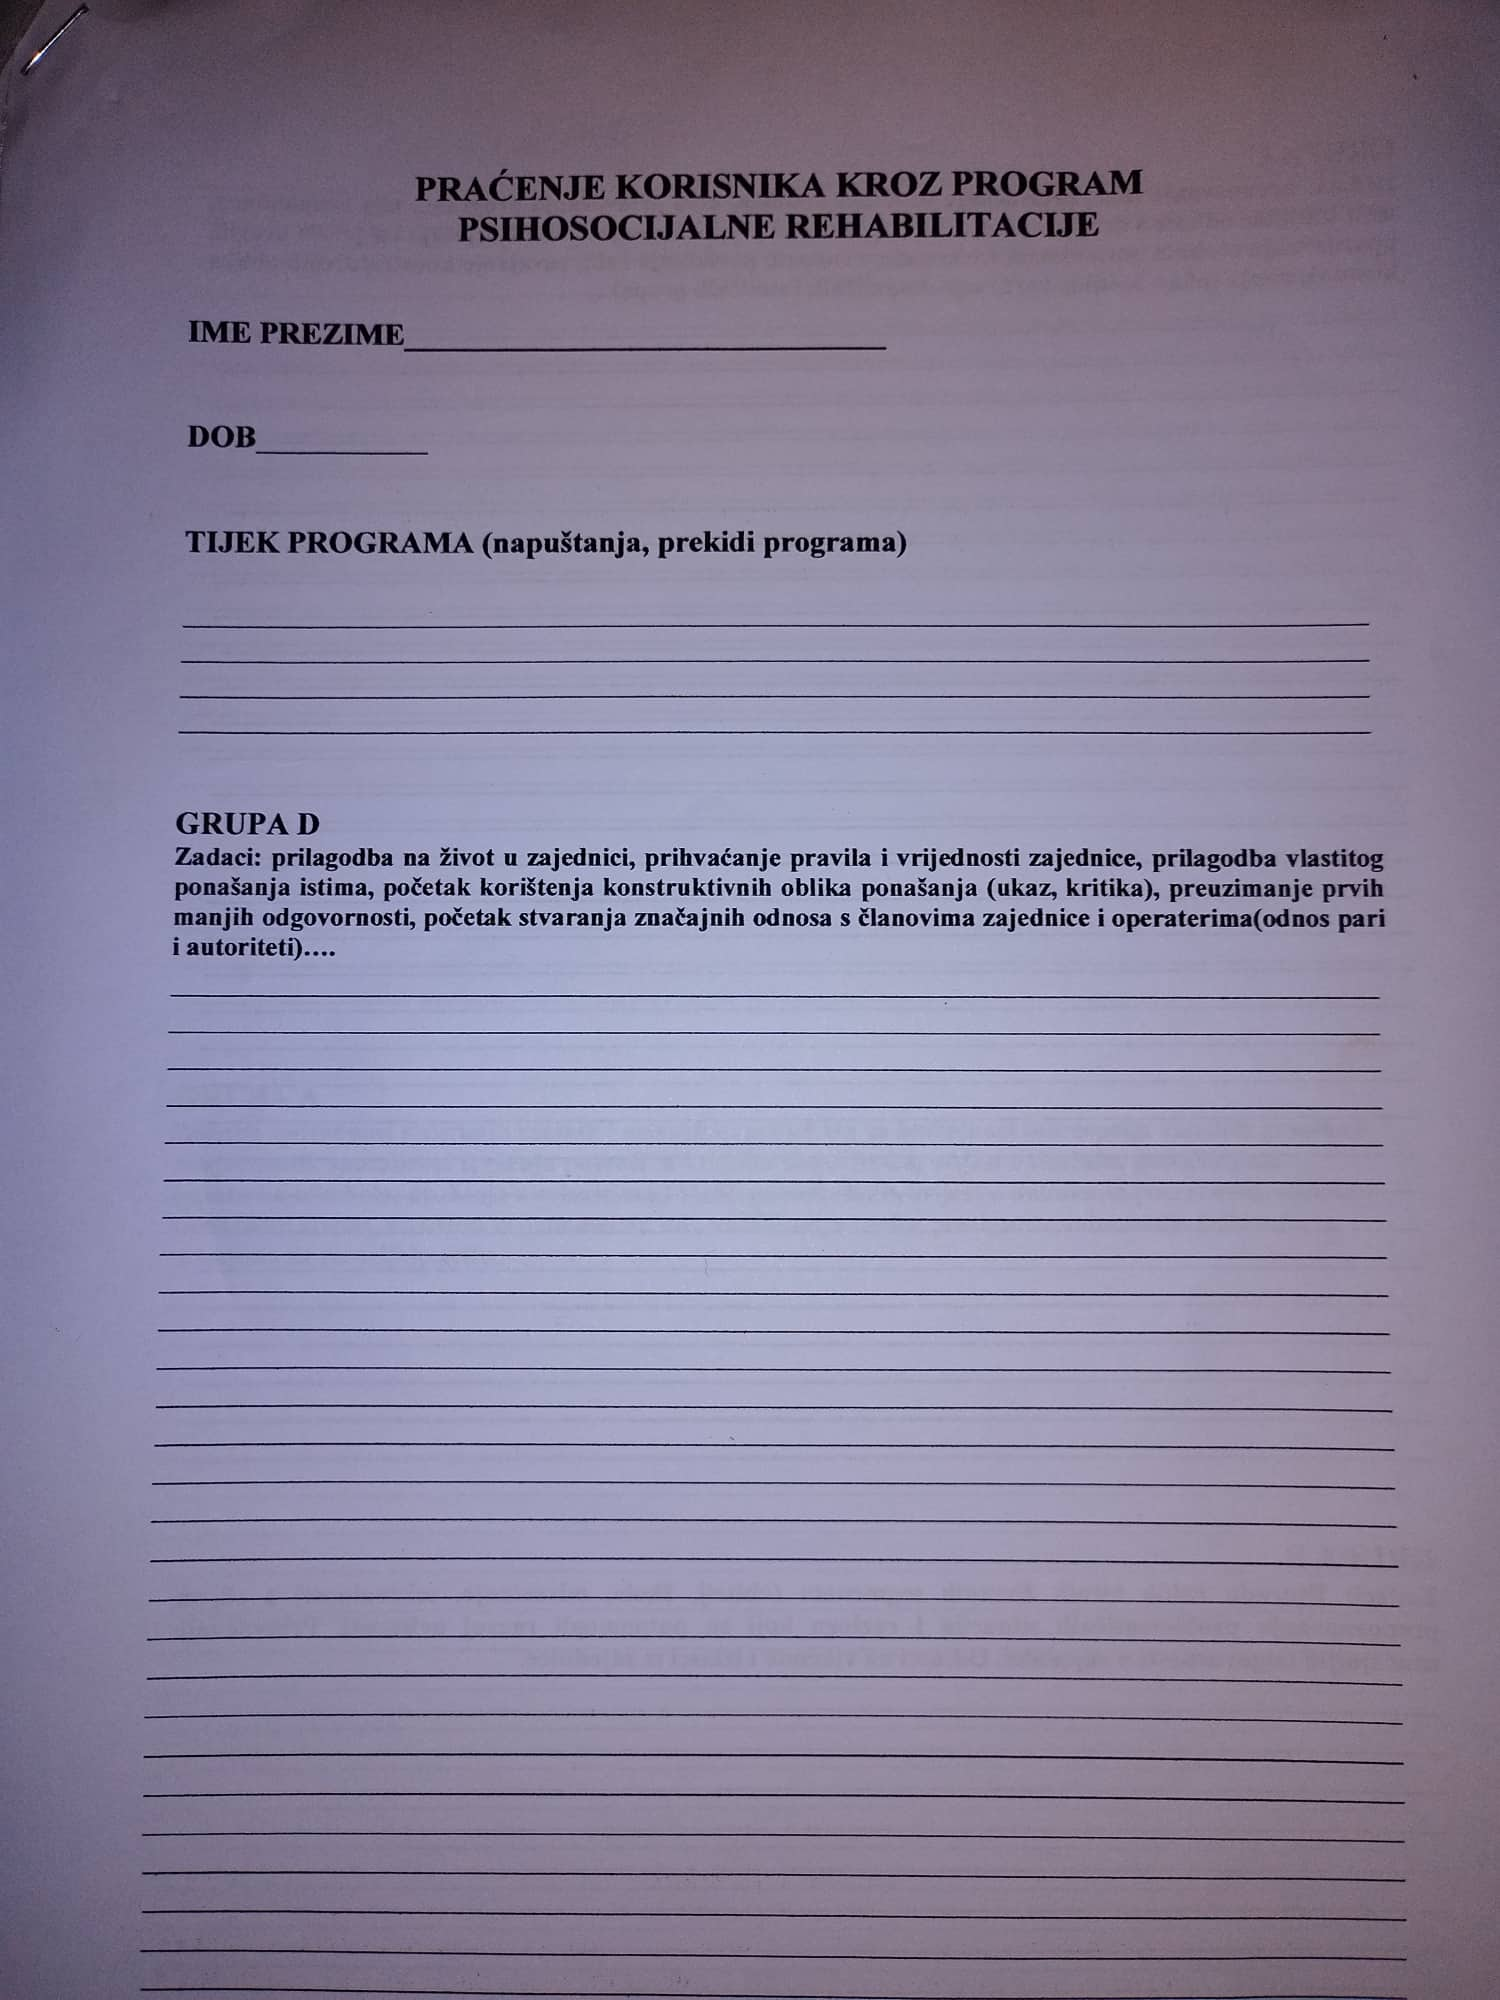 PRAĆENJE KORISNIKA KROZ PROGRAM
PSIHOSOCIJALNE REHABILITACIJE
IME PREZIME
DOB
TIJEK PROGRAMA (napuštanja, prekidi programa)
GRUPA D
Zadaci: prilagodba na život u zajednici, prihvaćanje pravila i vrijednosti zajednice, prilagodba vlastitog
ponašanja istima, početak korištenja konstruktivnih oblika ponašanja (ukaz, kritika), preuzimanje prvih
manjih odgovornosti, početak stvaranja značajnih odnosa s članovima zajednice i operaterima(odnos pari
i autoriteti)....